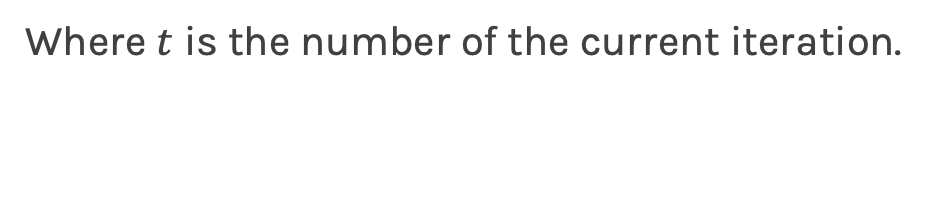 Where t is the number of the current iteration.